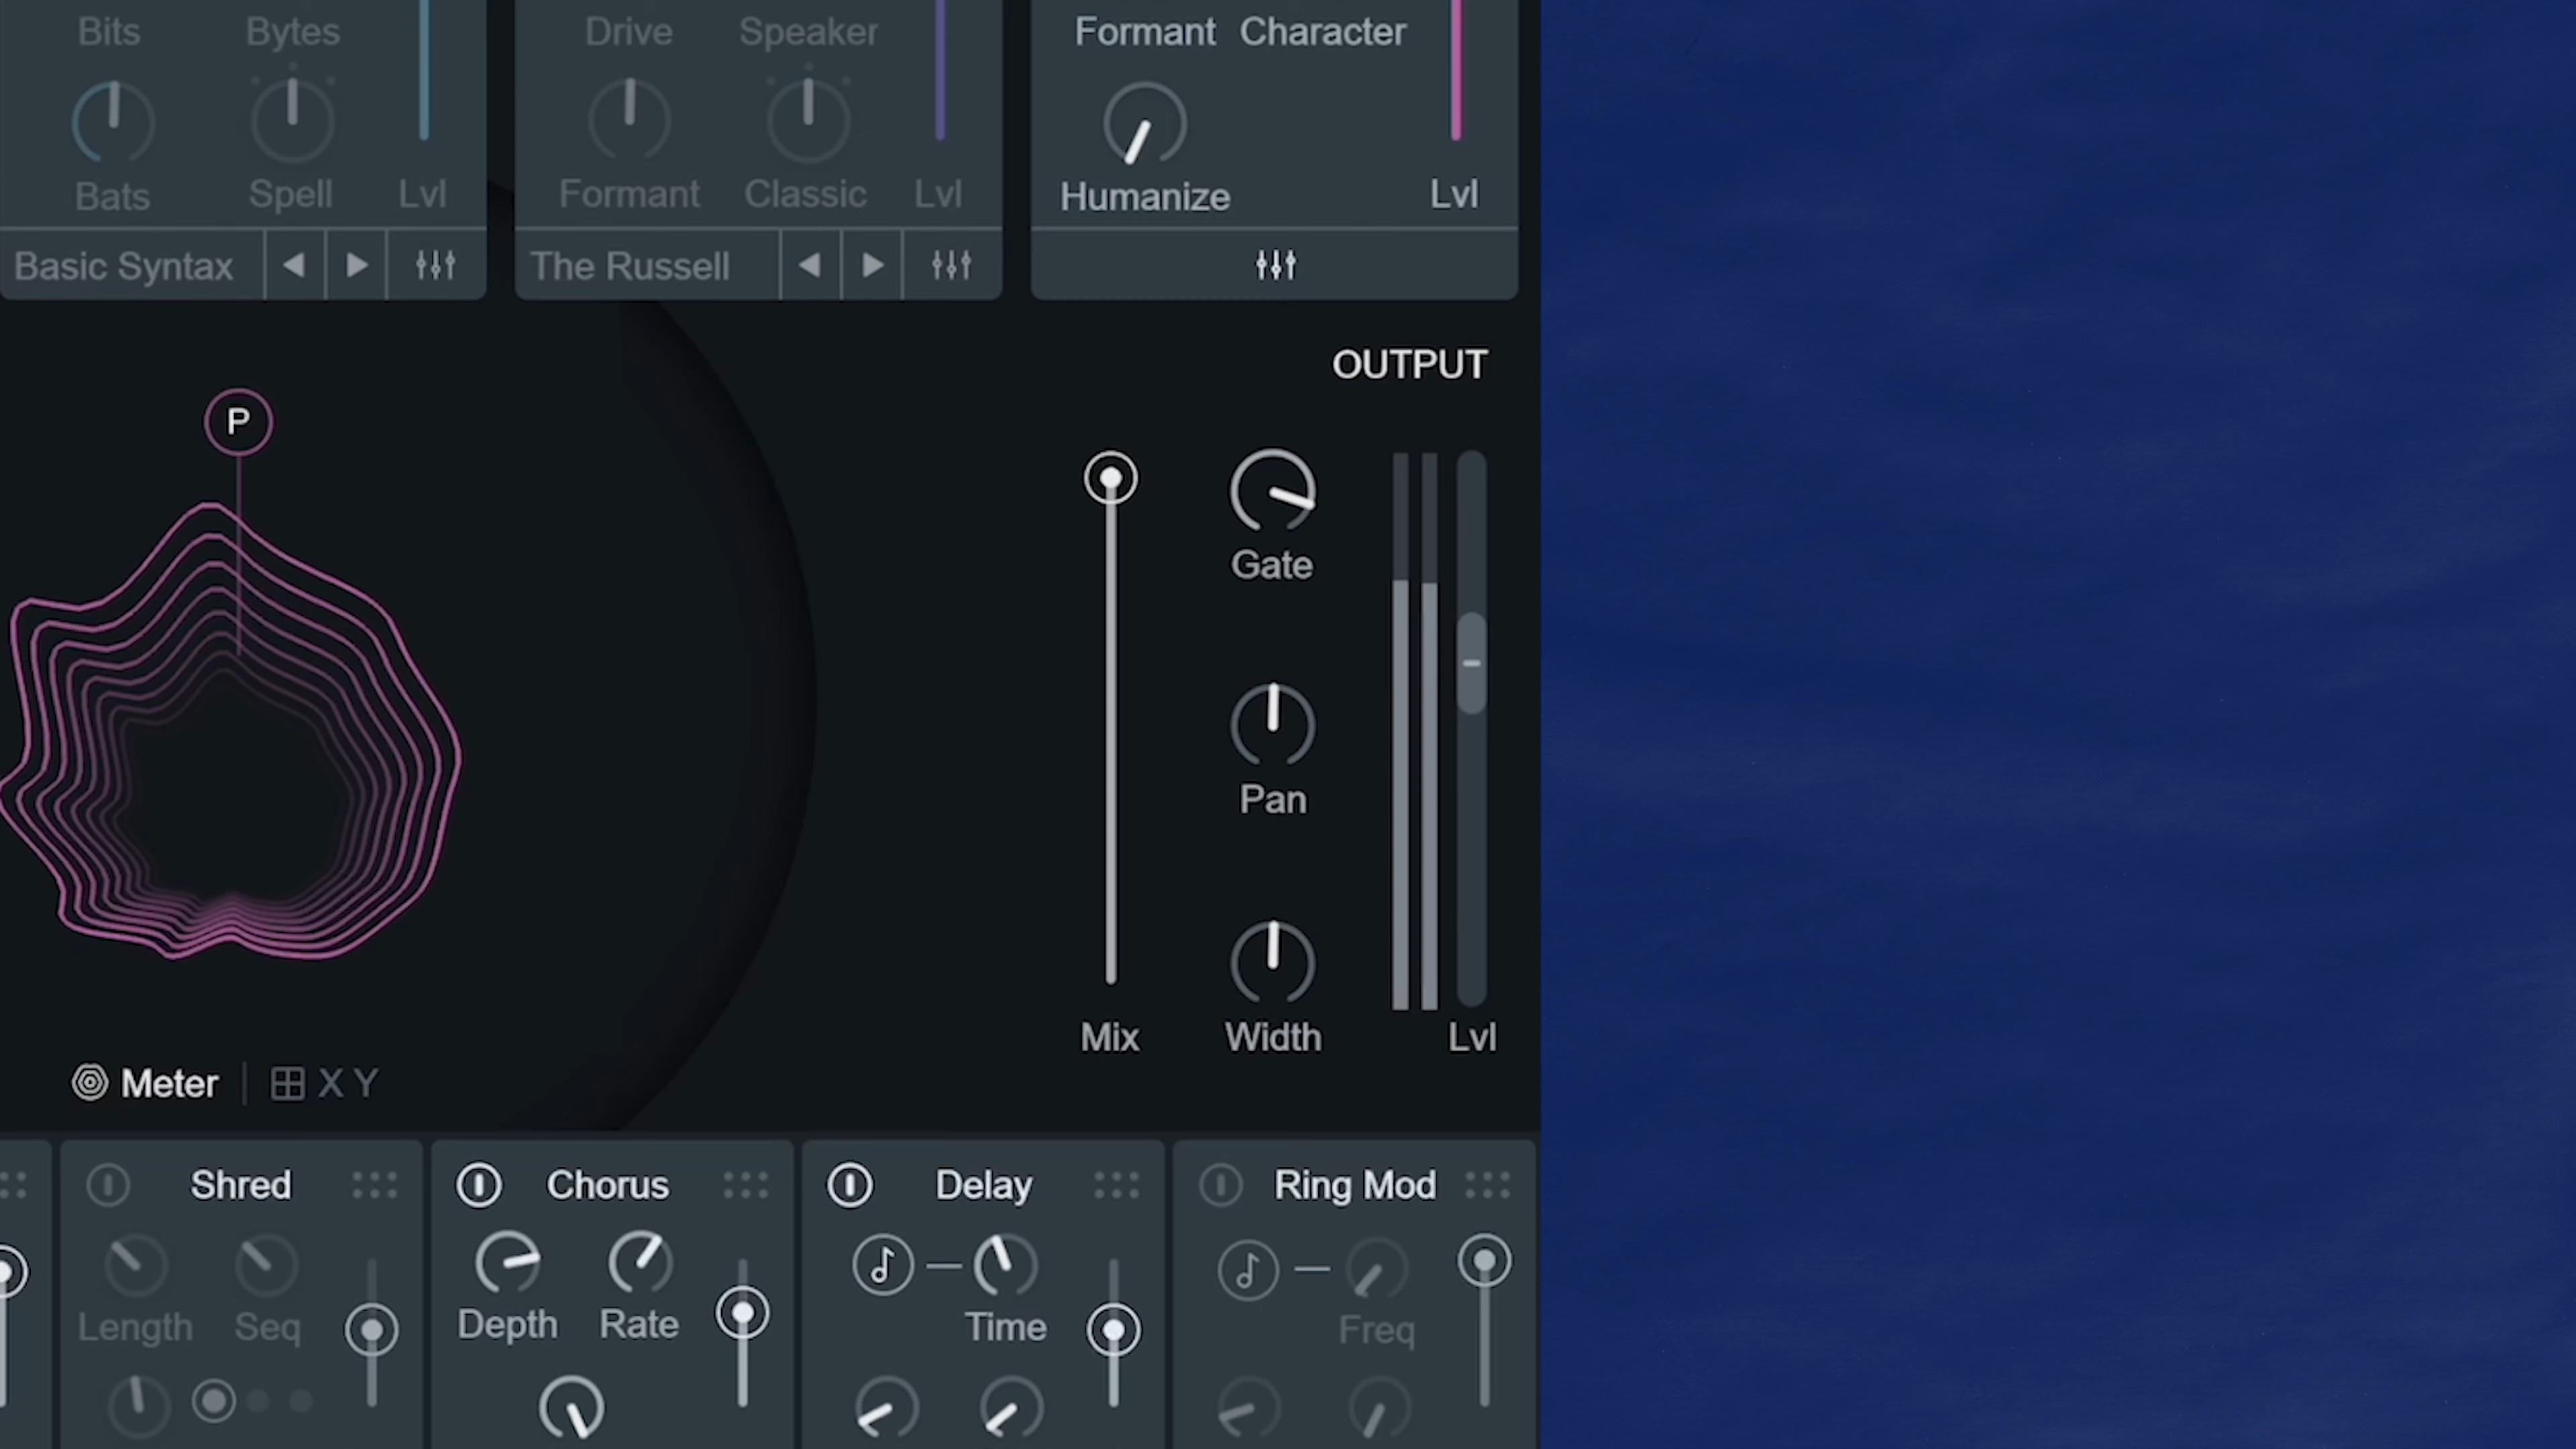 Bits Bytes Drive Speaker Formant Character
Bats Spell Lvl Formant Classic Lvl Humanize Lvl
Basic Syntax The Russell
OUTPUT
P
Gate
Pan
Mix Width Lvl
Meter X Y
Shred Chorus Delay Ring Mod
Length Seq Depth Rate Time Freq